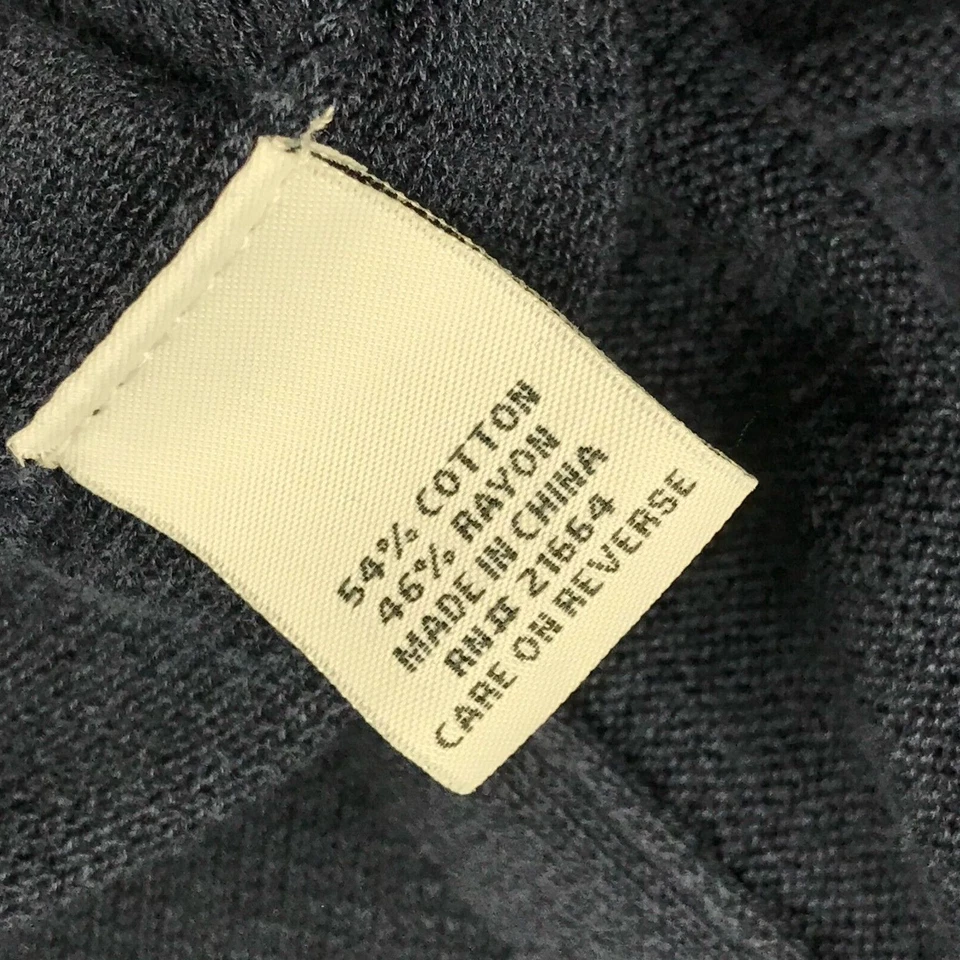 54% COTTON
46% RAYON
MADE IN CHINA
RN# 21664
CARE ON REVERSE